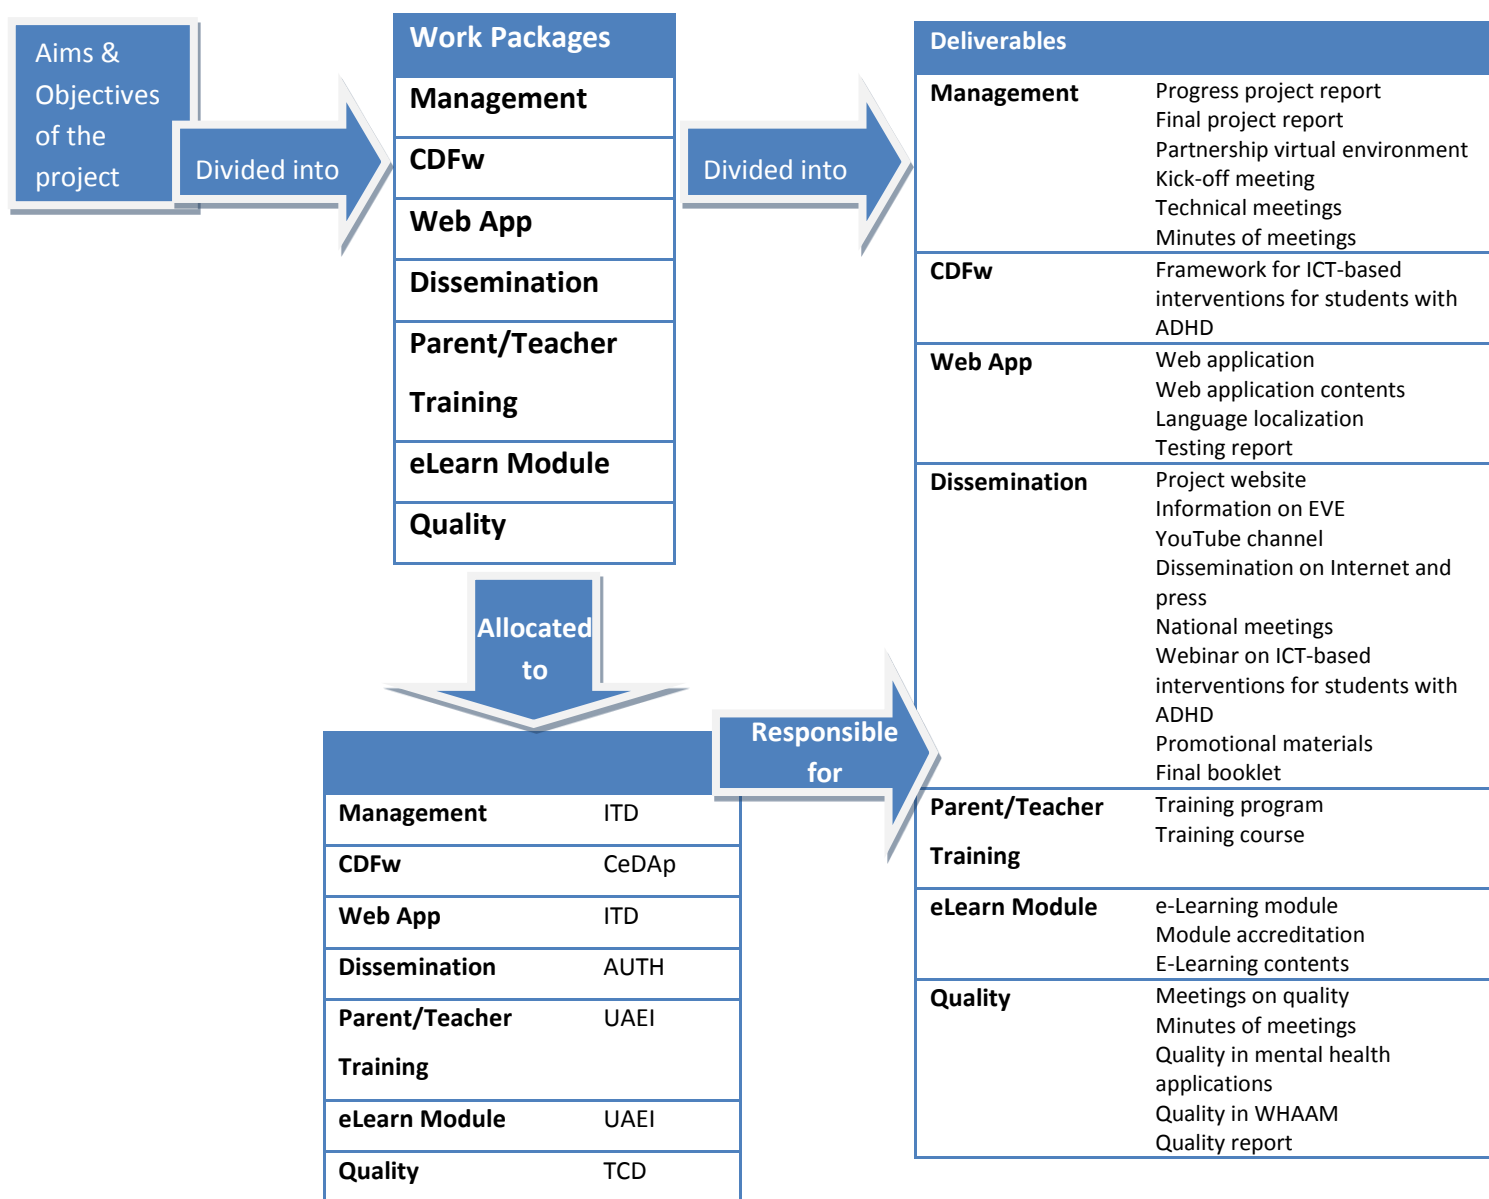 Aims &
Objectives
of the
project
Divided into
Work Packages
Management
CDFw
Web App
Dissemination
Parent/Teacher
Training
eLearn Module
Quality
Divided into
Deliverables
Management
Progress project report
Final project report
Partnership virtual environment
Kick-off meeting
Technical meetings
Minutes of meetings
CDFw
Framework for ICT-based
interventions for students with
ADHD
Web App
Web application
Web application contents
Language localization
Testing report
Dissemination
Project website
Information on EVE
YouTube channel
Dissemination on Internet and
press
National meetings
Webinar on ICT-based
interventions for students with
ADHD
Promotional materials
Final booklet
Parent/Teacher
Training
Training program
Training course
eLearn Module
e-Learning module
Module accreditation
E-Learning contents
Quality
Meetings on quality
Minutes of meetings
Quality in mental health
applications
Quality in WHAAM
Quality report
Allocated
to
Responsible
for
Management ITD
CDFw CeDAp
Web App ITD
Dissemination AUTH
Parent/Teacher UAEI
Training
eLearn Module UAEI
Quality TCD